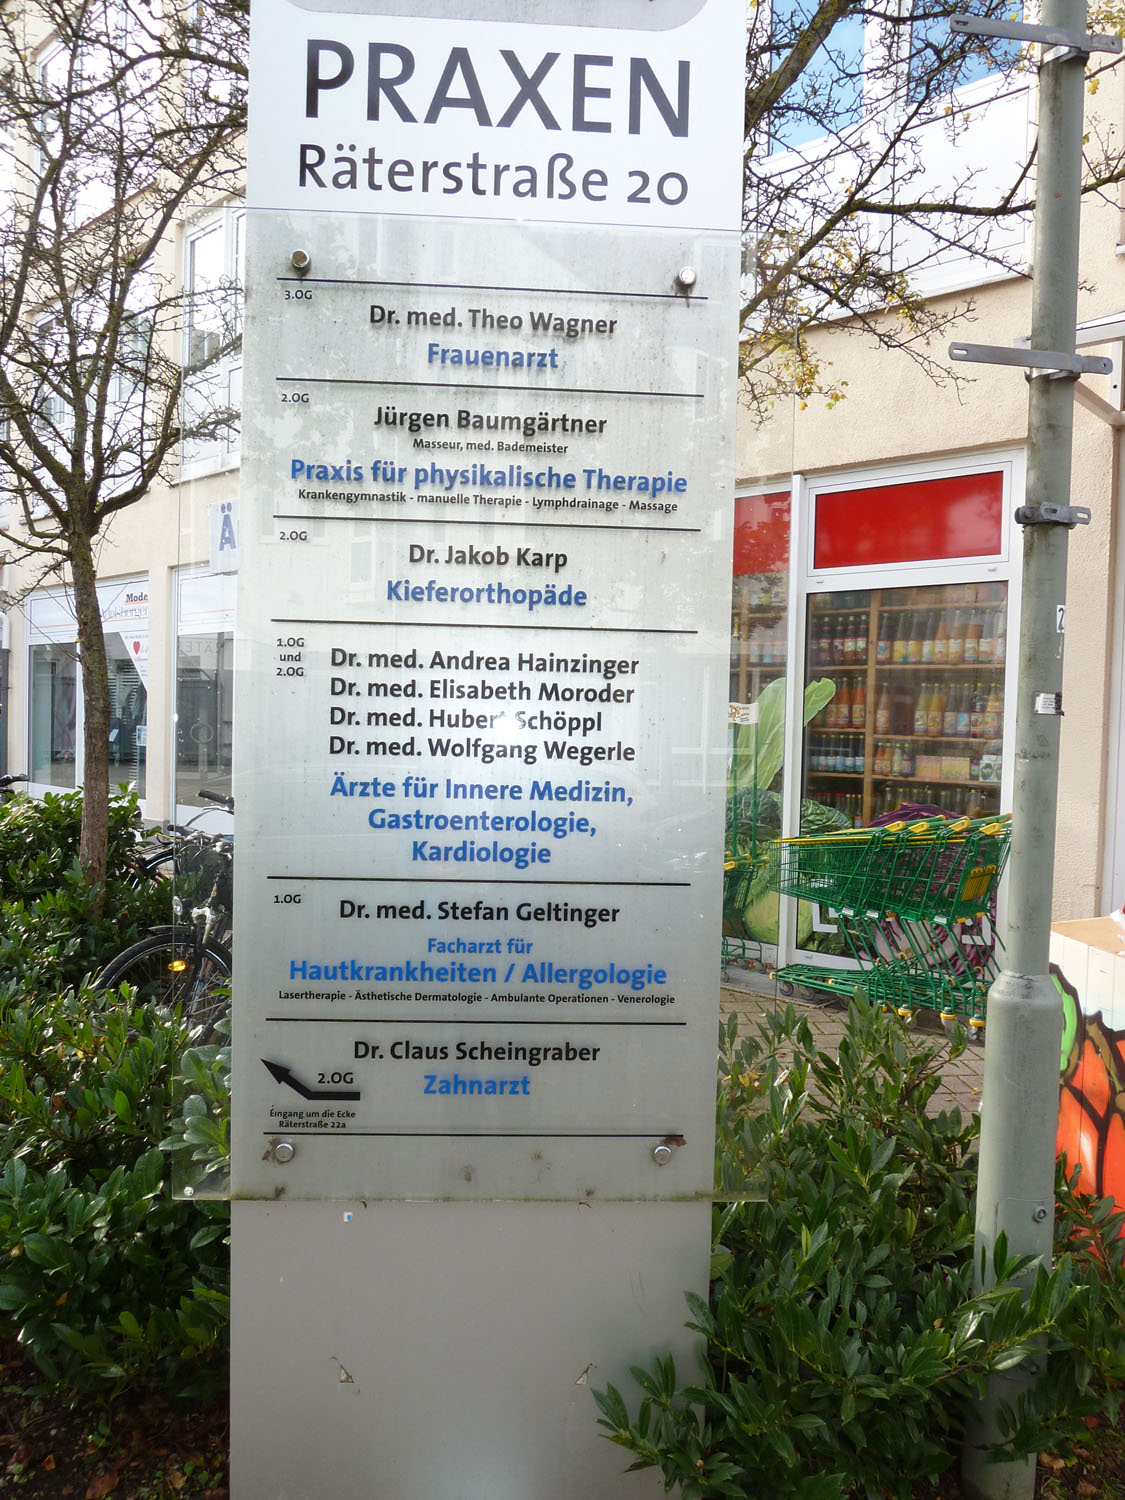 PRAXEN
Räterstraße 20
3.OG
Dr. med. Theo Wagner
Frauenarzt
2.OG
Jürgen Baumgärtner
Masseur, med. Bademeister
Praxis für physikalische Therapie
Krankengymnastik - manuelle Therapie - Lymphdrainage - Massage
2.OG
Dr. Jakob Karp
Kieferorthopäde
1.OG
und
2.OG
Dr. med. Andrea Hainzinger
Dr. med. Elisabeth Moroder
Dr. med. Hubert Schöppl
Dr. med. Wolfgang Wegerle
Ärzte für Innere Medizin,
Gastroenterologie,
Kardiologie
1.OG
Dr. med. Stefan Geltinger
Facharzt für
Hautkrankheiten / Allergologie
Lasertherapie - Ästhetische Dermatologie - Ambulante Operationen - Venerologie
Dr. Claus Scheingraber
2.OG
Zahnarzt
Eingang um die Ecke
Räterstraße 22a
Ä
Mode
2